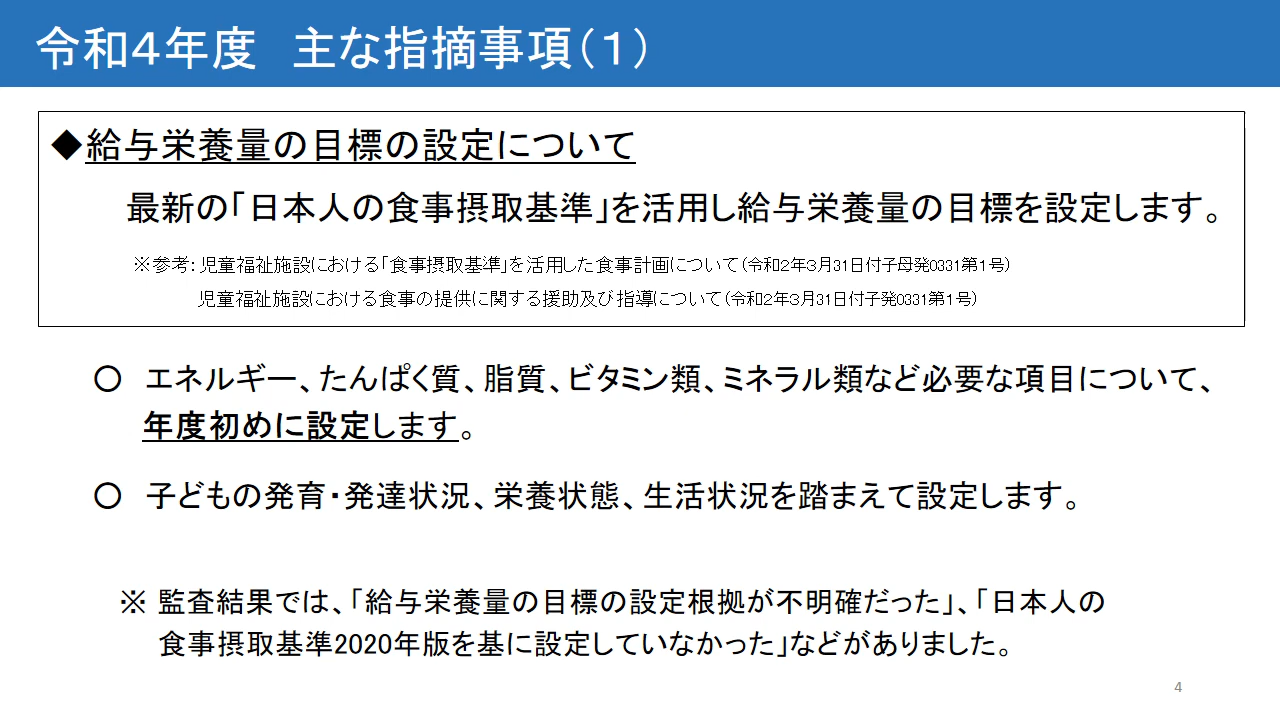 令和４年度　主な指摘事項（１）
◆給与栄養量の目標の設定について
最新の「日本人の食事摂取基準」を活用し給与栄養量の目標を設定します。
※参考：児童福祉施設における「食事摂取基準」を活用した食事計画について（令和２年３月31日付子母発0331第１号）
児童福祉施設における食事の提供に関する援助及び指導について（令和２年３月31日付子発0331第１号）
〇　エネルギー、たんぱく質、脂質、ビタミン類、ミネラル類など必要な項目について、
年度初めに設定します。
〇　子どもの発育・発達状況、栄養状態、生活状況を踏まえて設定します。
※ 監査結果では、「給与栄養量の目標の設定根拠が不明確だった」、「日本人の
食事摂取基準2020年版を基に設定していなかった」などがありました。
4